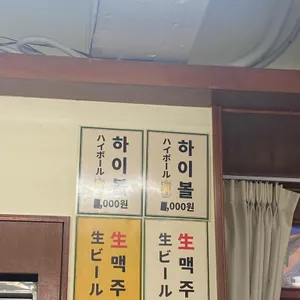 하이볼
ハイボール
,000원
하이볼
ハイボール
,000원
生맥주
生ビール
生맥주
生ビール